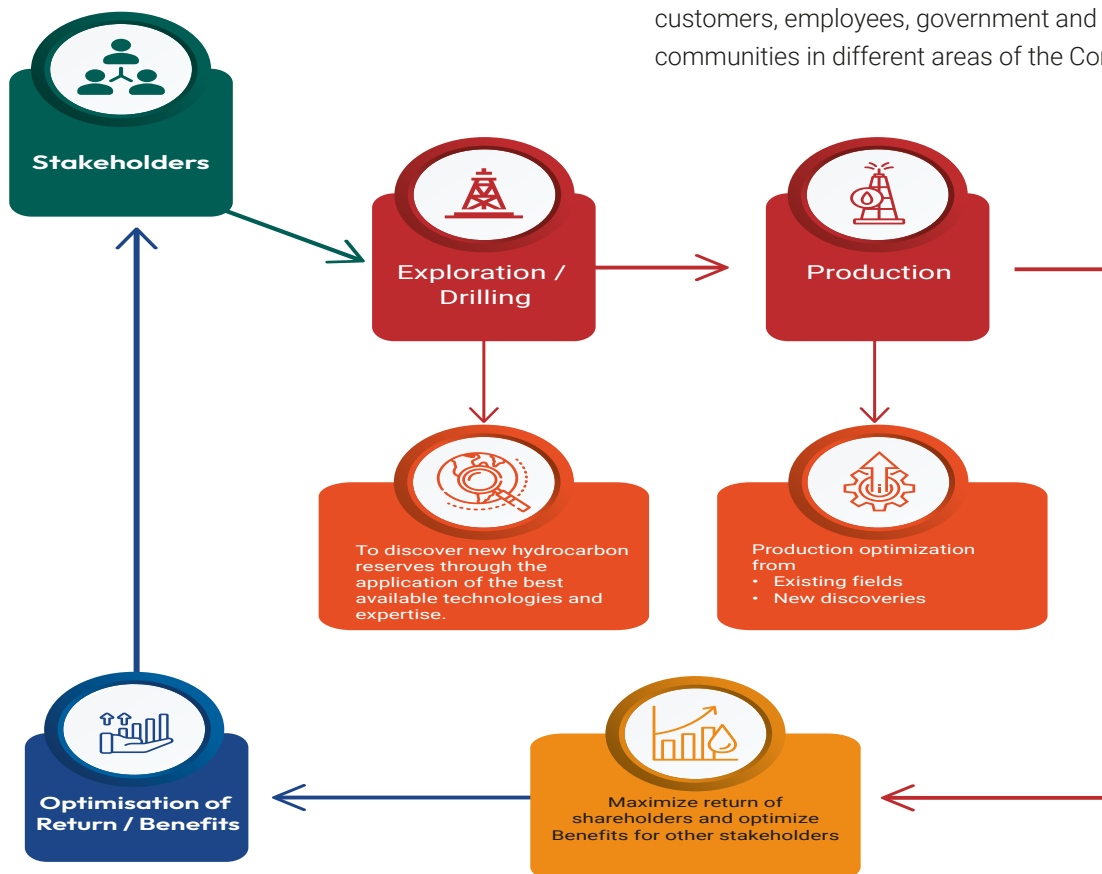 customers, employees, government and
communities in different areas of the
Stakeholders
Exploration /
Drilling
Production
To discover new hydrocarbon
reserves through the
application of the best
available technologies and
expertise.
Production optimization
from
• Existing fields
• New discoveries
Optimisation of
Return / Benefits
Maximize return of
shareholders and optimize
Benefits for other stakeholders